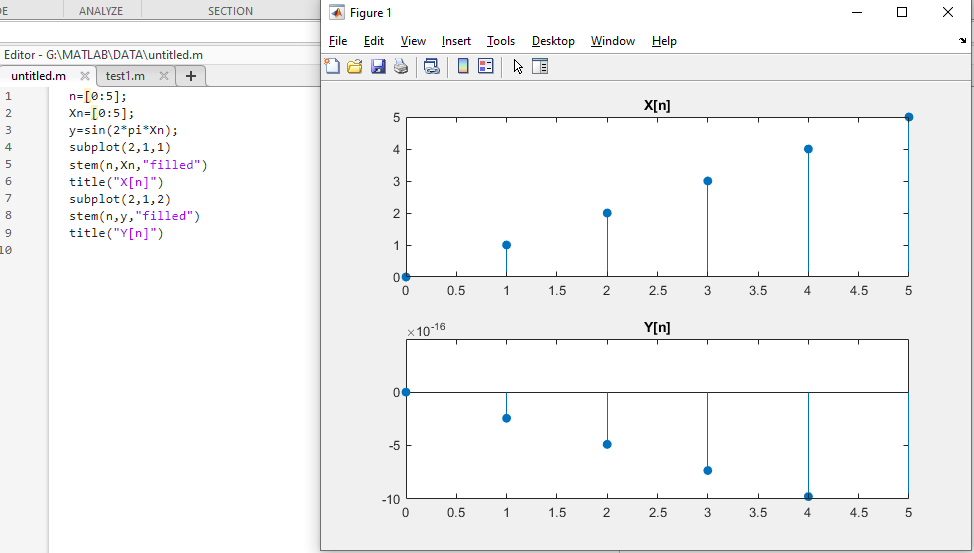 DE ANALYZE SECTION
Editor - G:\MATLAB\DATA\untitled.m
untitled.m × test1.m × +
1 n=[0:5];
2 Xn=[0:5];
3 y=sin(2*pi*Xn);
4 subplot(2,1,1)
5 stem(n,Xn,"filled")
6 title("X[n]")
7 subplot(2,1,2)
8 stem(n,y,"filled")
9 title("Y[n]")
10
Figure 1
File Edit View Insert Tools Desktop Window Help
X[n]
5
4
3
2
1
0
0 0.5 1 1.5 2 2.5 3 3.5 4 4.5 5
×10-16
Y[n]
0
-5
-10
0 0.5 1 1.5 2 2.5 3 3.5 4 4.5 5